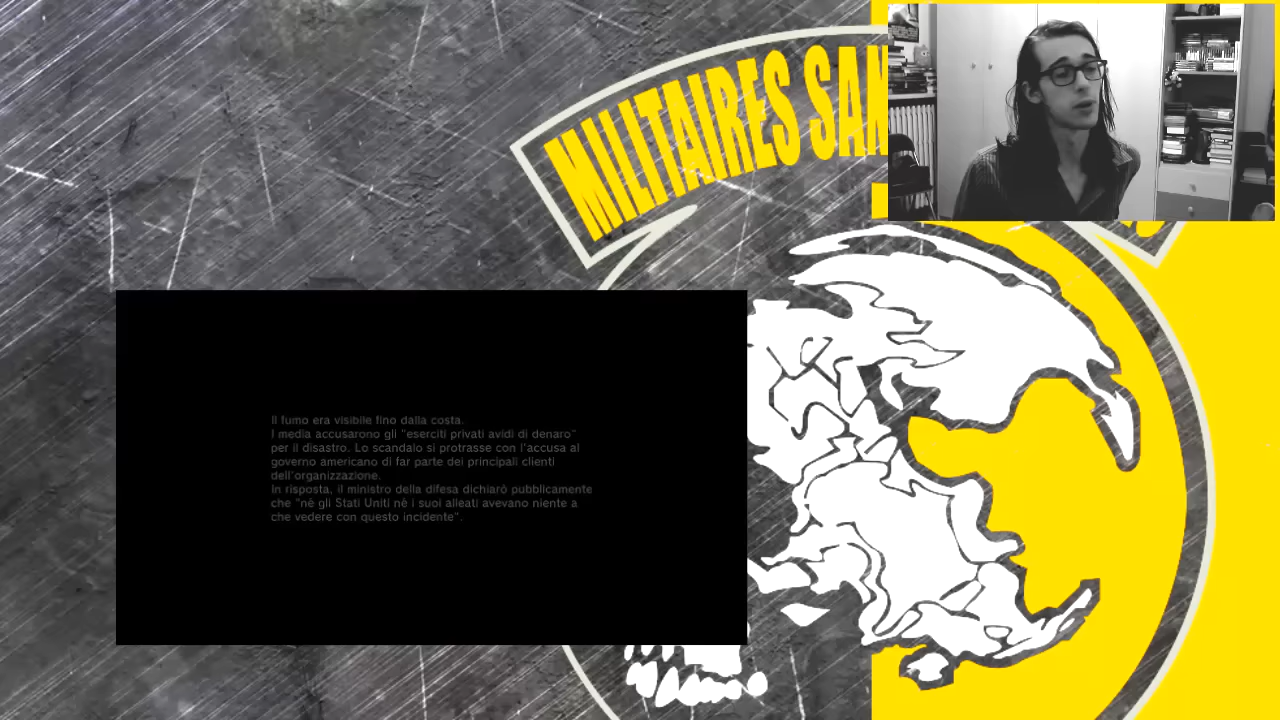 MILITAIRES SAN
Il fumo era visibile fino dalla costa.
I media accusarono gli "eserciti privati avidi di denaro"
per il disastro. Lo scandalo si protrasse con l'accusa al
governo americano di far parte dei principali clienti
dell'organizzazione.
In risposta, il ministro della difesa dichiarò pubblicamente
che "né gli Stati Uniti né i suoi alleati avevano niente a
che vedere con questo incidente".